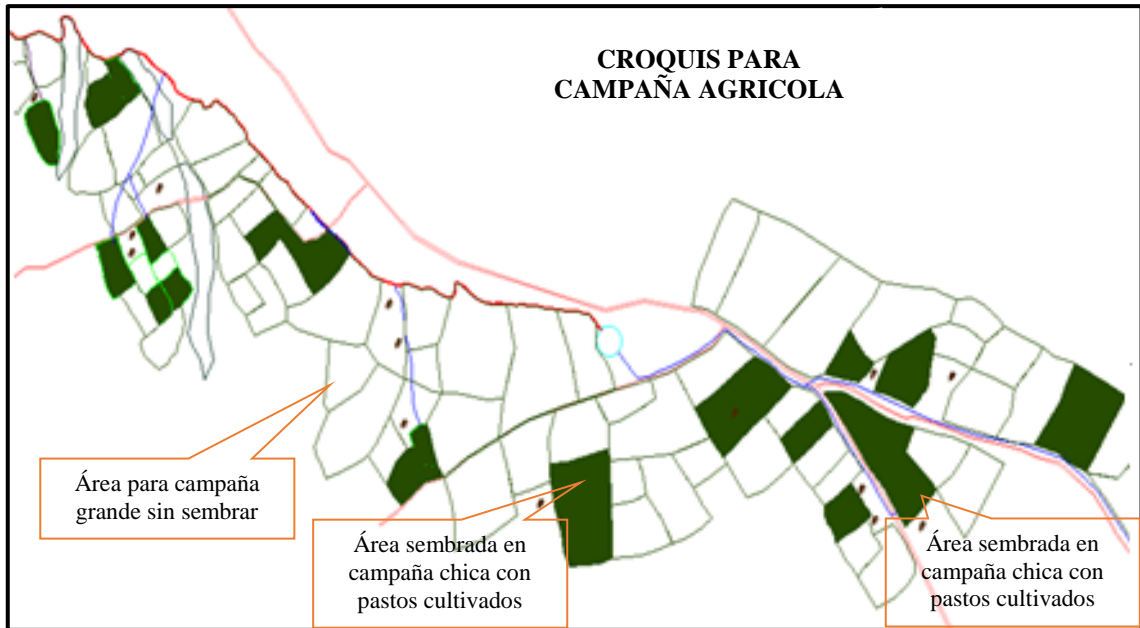 CROQUIS PARA
CAMPAÑA AGRICOLA
Área para campaña
grande sin sembrar
Área sembrada en
campaña chica con
pastos cultivados
Área sembrada en
campaña chica con
pastos cultivados